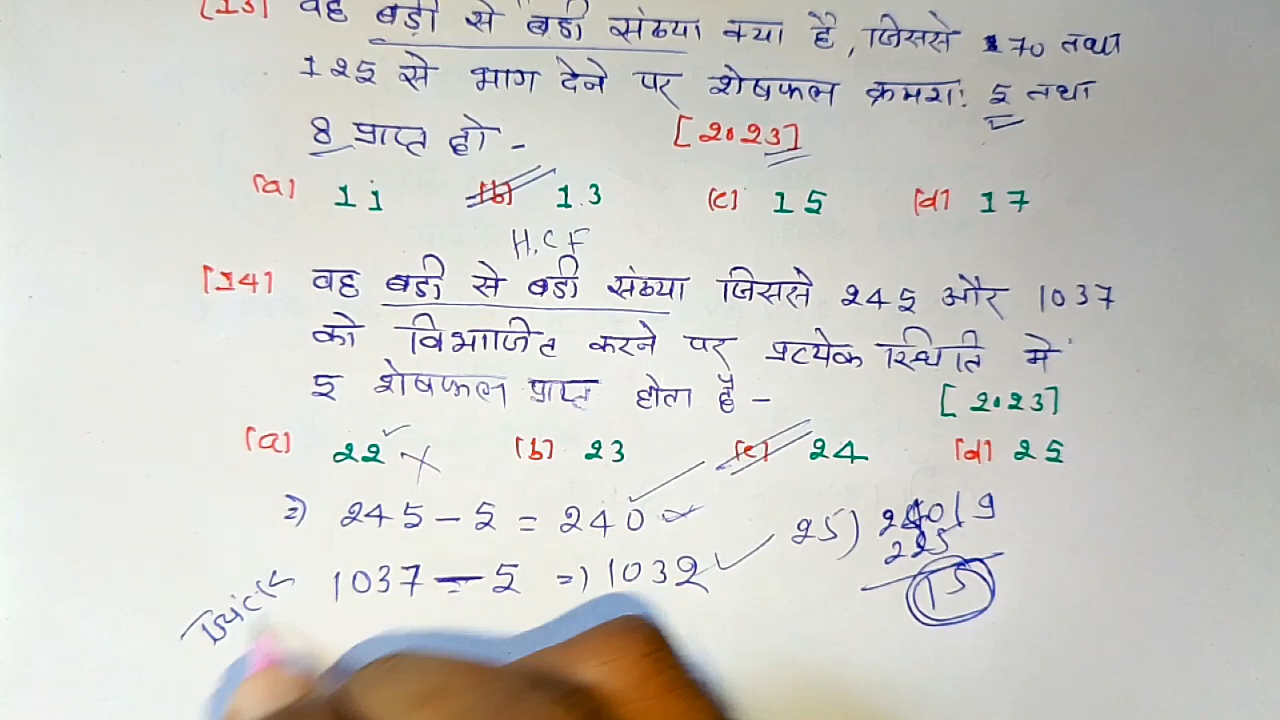 [13] वह बड़ी से बडी संख्या क्या है, जिससे 70 तथा
125 से भाग देने पर शेषफल क्रमशः 5 तथा
8 प्राप्त हो - [2023]
(a) 11 (b) 13 (c) 15 (d) 17
H.C.F
[14] वह बडी से बडी संख्या जिससे 245 और 1037
को विभाजित करने पर प्रत्येक स्थिति में
5 शेषफल प्राप्त होता है - [2023]
(a) 22 (b) 23 (c) 24 (d) 25
⇒ 245 - 5 = 240 25) 240 ( 9
225
1037 - 5 ⇒ 1032 15
Trick